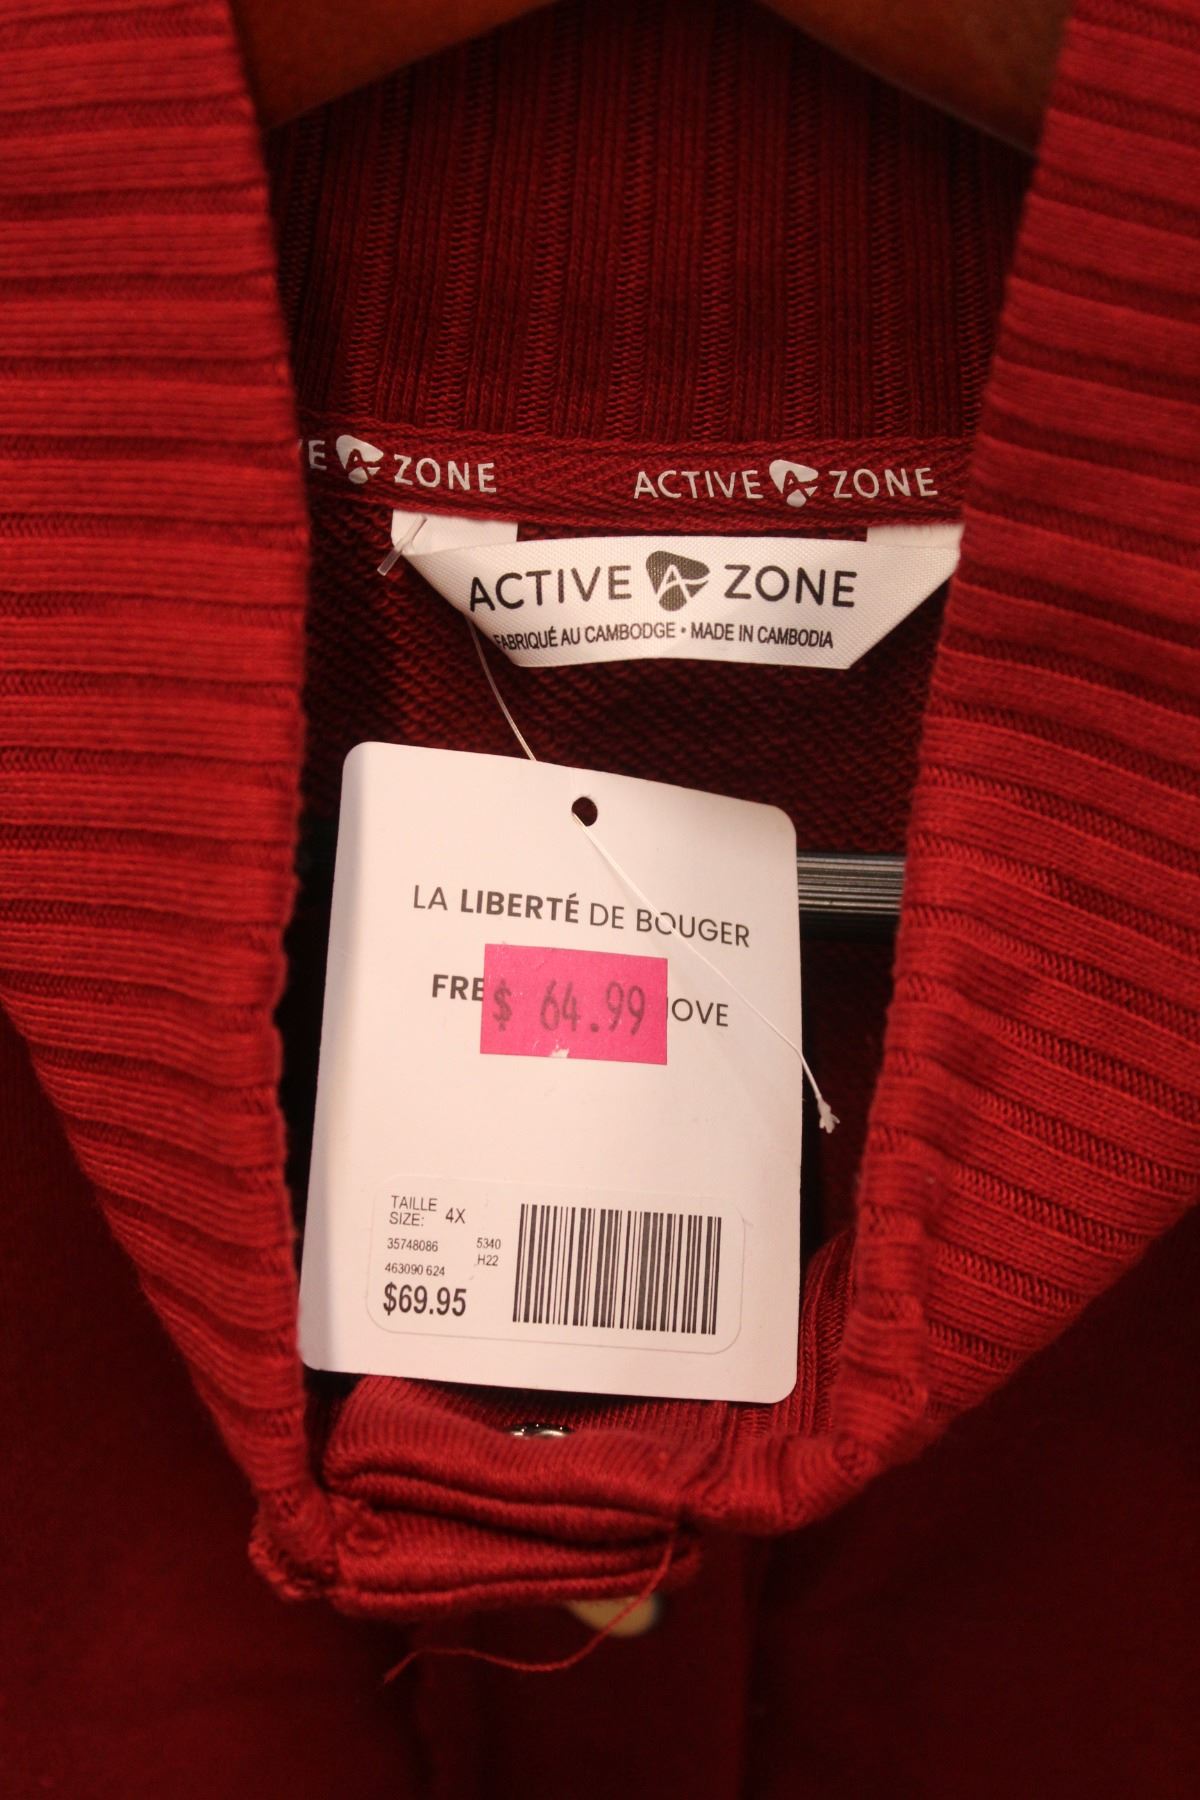 E ZONE ACTIVE ZONE
ACTIVE ZONE
FABRIQUÉ AU CAMBODGE • MADE IN CAMBODIA
LA LIBERTÉ DE BOUGER
FRE
$ 64.99
OVE
TAILLE
SIZE: 4X
35748086 5340
H22
463090 624
$69.95